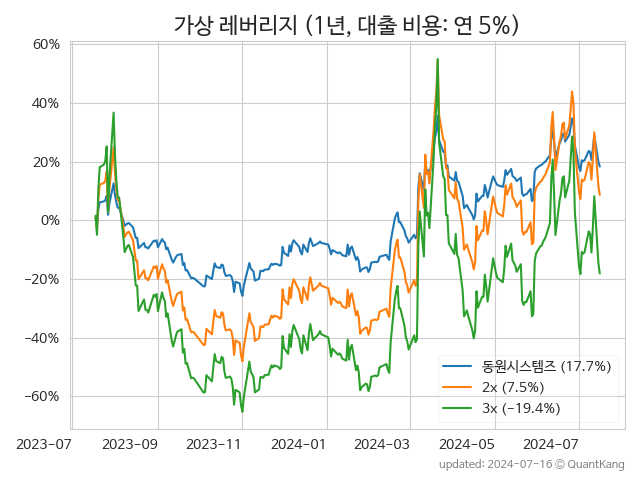 가상 레버리지 (1년, 대출 비용: 연 5%)
60%
40%
20%
0%
−20%
−40%
−60%
동원시스템즈 (17.7%)
2x (7.5%)
3x (−19.4%)
2023-07
2023-09
2023-11
2024-01
2024-03
2024-05
2024-07
updated: 2024-07-16 © QuantKang